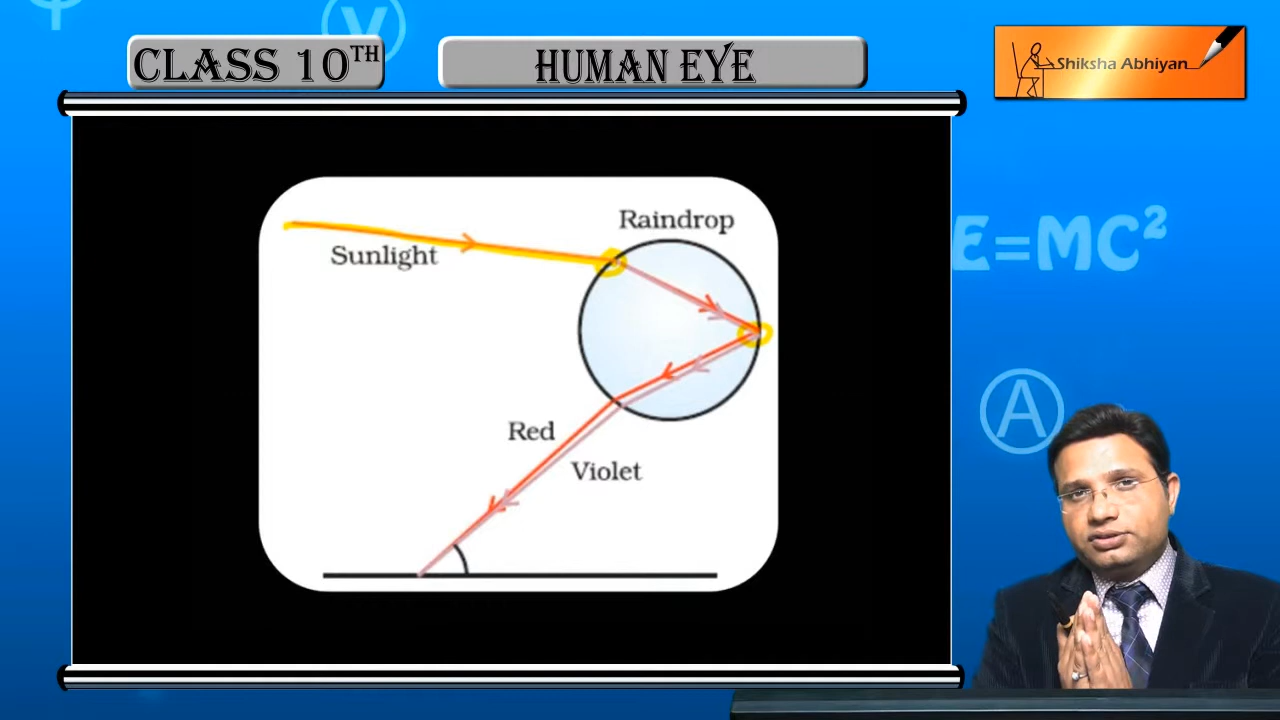 CLASS 10TH
HUMAN EYE
Shiksha Abhiyan
Raindrop
Sunlight
E=MC²
A
Red
Violet